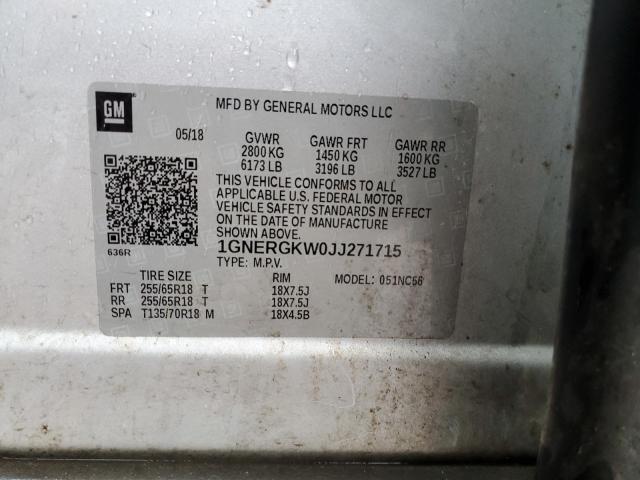 GM
MFD BY GENERAL MOTORS LLC
05/18 GVWR GAWR FRT GAWR RR
2800 KG 1450 KG 1600 KG
6173 LB 3196 LB 3527 LB
THIS VEHICLE CONFORMS TO ALL
APPLICABLE U.S. FEDERAL MOTOR
VEHICLE SAFETY STANDARDS IN EFFECT
ON THE DATE OF MANUFACTURE
SHOWN ABOVE.
636R 1GNERGKW0JJ271715
TYPE: M.P.V.
TIRE SIZE RIM MODEL: 051NC56
FRT 255/65R18 T 18X7.5J
RR 255/65R18 T 18X7.5J
SPA T135/70R18 M 18X4.5B